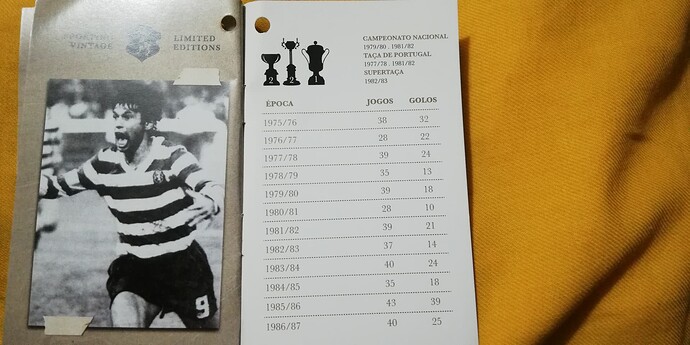 SPORTING
VINTAGE
LIMITED
EDITIONS
9
2 3 1
CAMPEONATO NACIONAL
1979/80 . 1981/82
TAÇA DE PORTUGAL
1977/78 . 1981/82
SUPERTAÇA
1982/83
ÉPOCA JOGOS GOLOS
1975/76 38 32
1976/77 28 22
1977/78 39 24
1978/79 35 13
1979/80 39 18
1980/81 28 10
1981/82 39 21
1982/83 37 14
1983/84 40 24
1984/85 35 18
1985/86 43 39
1986/87 40 25